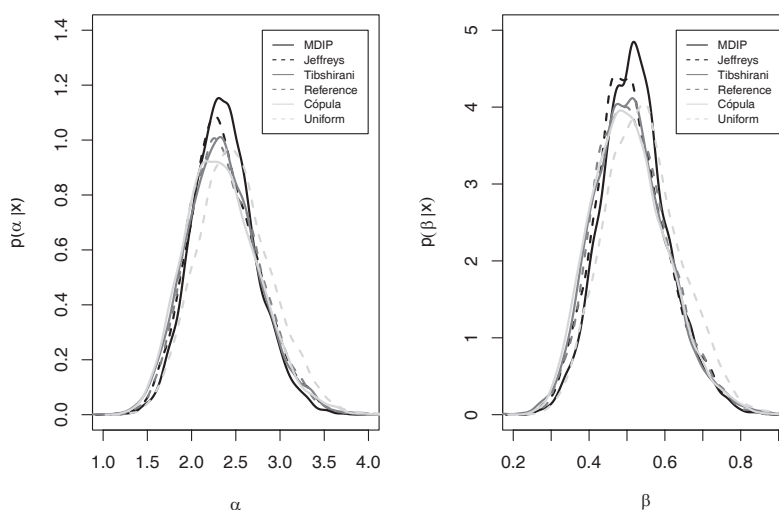 1.4
1.2
1.0
0.8
0.6
0.4
0.2
0.0
p(α |x)
MDIP
Jeffreys
Tibshirani
Reference
Cópula
Uniform
1.0 1.5 2.0 2.5 3.0 3.5 4.0
α
5
4
3
2
1
0
p(β |x)
MDIP
Jeffreys
Tibshirani
Reference
Cópula
Uniform
0.2 0.4 0.6 0.8
β